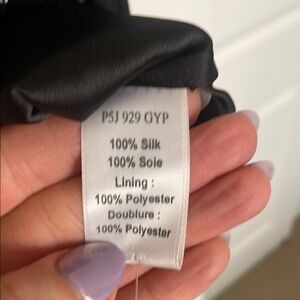 P5J 929 GYP
100% Silk
100% Soie
Lining :
100% Polyester
Doublure :
100% Polyester